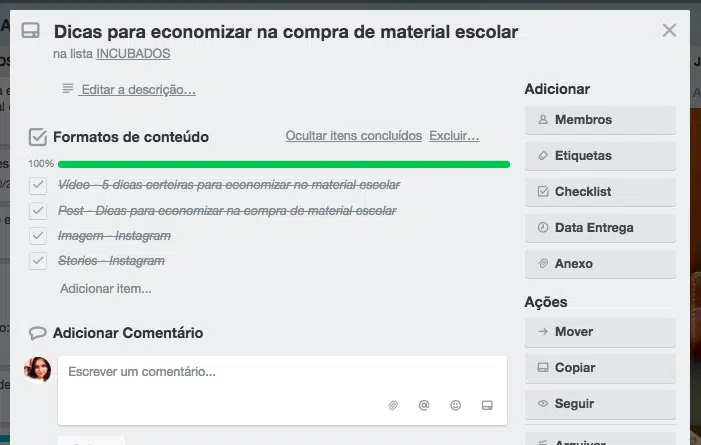 Dicas para economizar na compra de material escolar
na lista INCUBADOS
Editar a descrição...
Formatos de conteúdo
Ocultar itens concluídos Excluir...
100%
Vídeo - 5 dicas certeiras para economizar no material escolar
Post - Dicas para economizar na compra de material escolar
Imagem - Instagram
Stories - Instagram
Adicionar item...
Adicionar Comentário
Escrever um comentário...
Adicionar
Membros
Etiquetas
Checklist
Data Entrega
Anexo
Ações
Mover
Copiar
Seguir
Arquivar